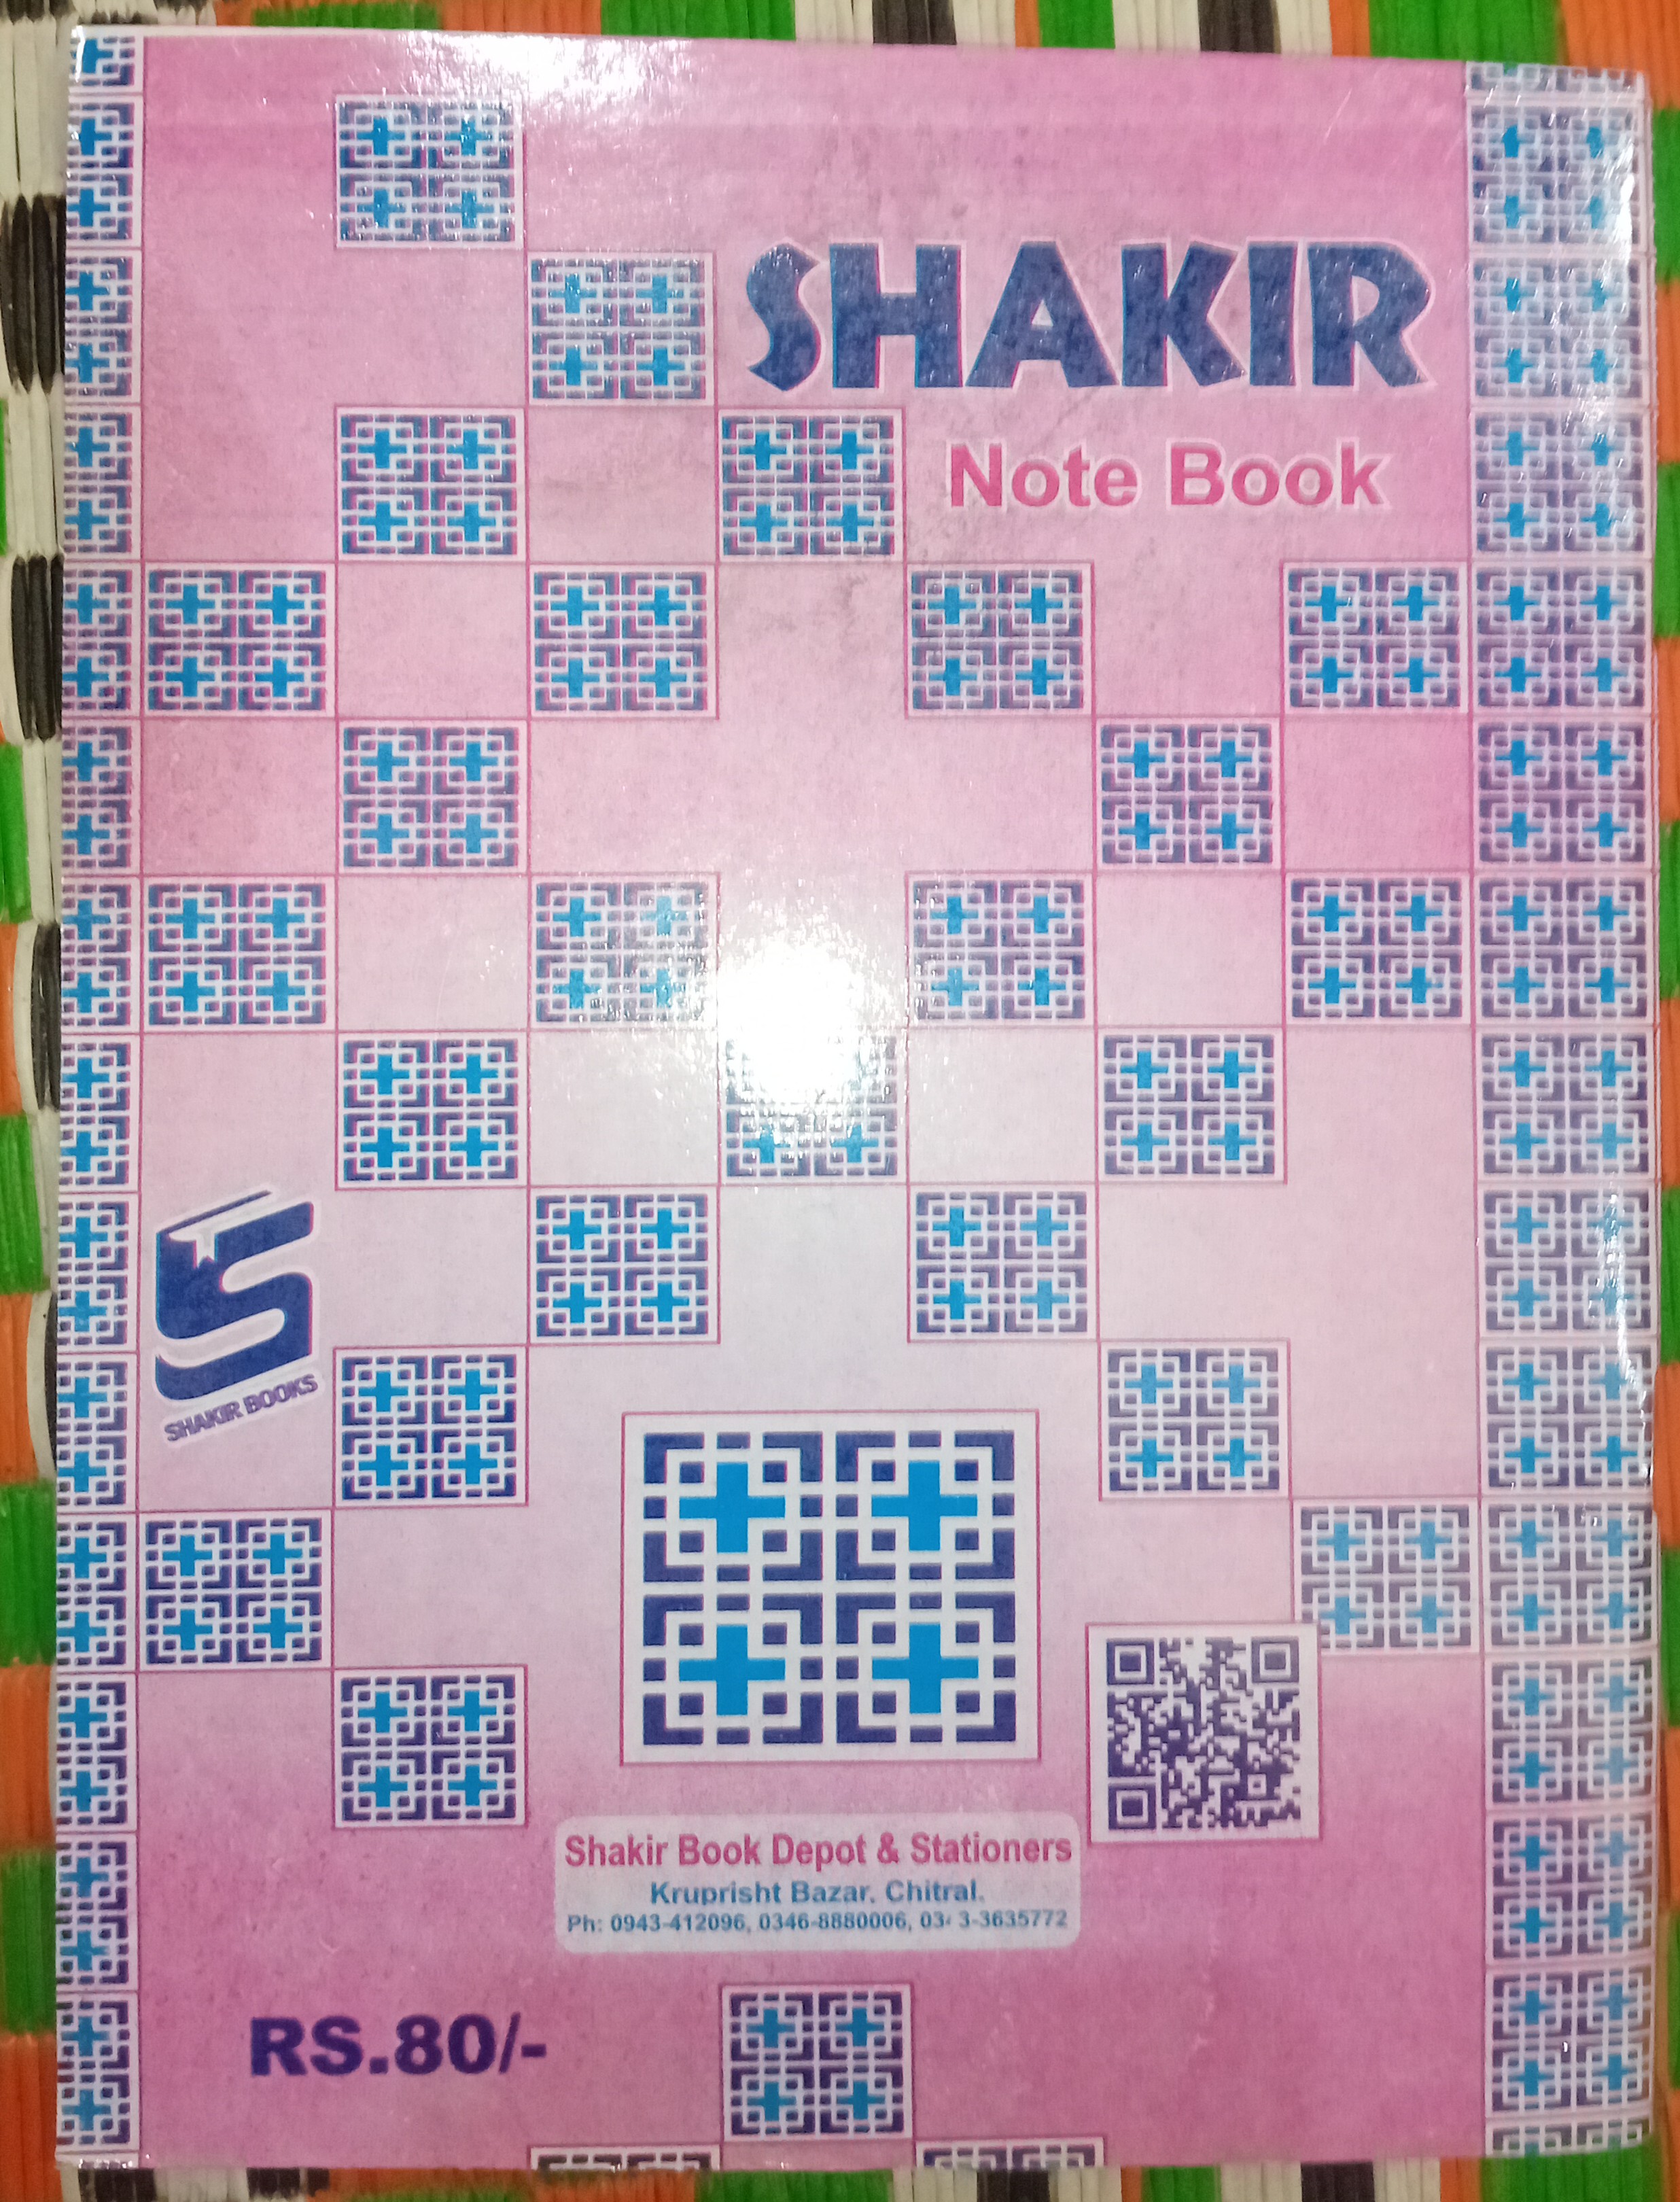 SHAKIR
Note Book
SHAKIR BOOKS
Shakir Book Depot & Stationers
Kruprisht Bazar, Chitral.
Ph: 0943-412096, 0346-8880006,
RS.80/-